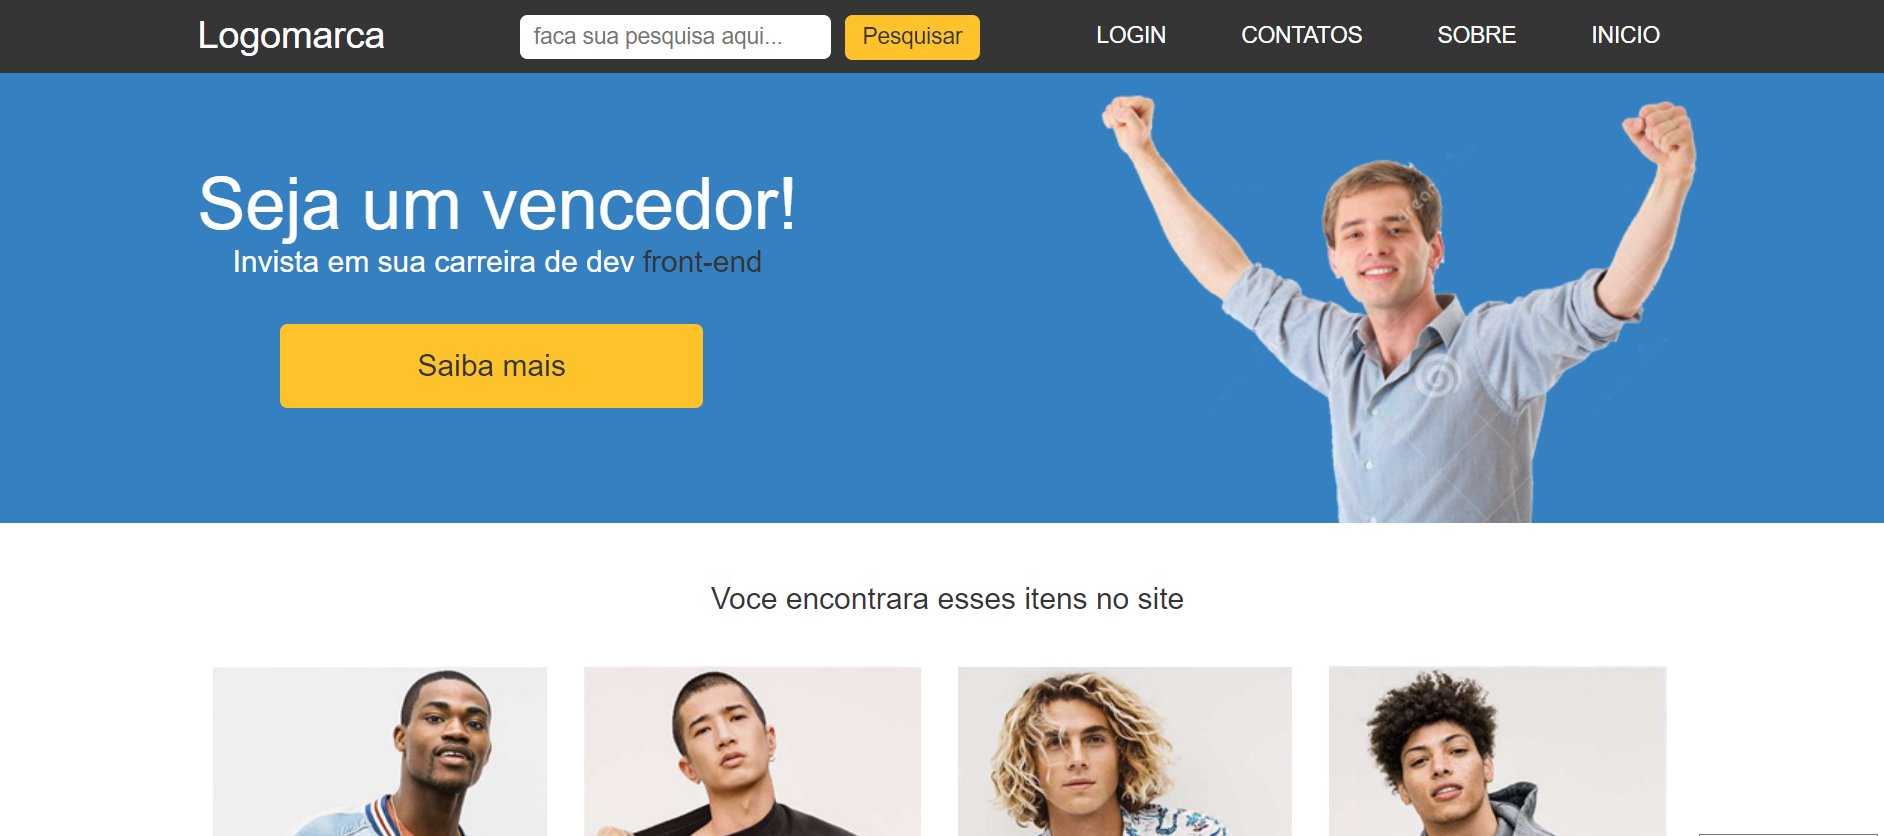 Logomarca
faca sua pesquisa aqui...
Pesquisar
LOGIN
CONTATOS
SOBRE
INICIO
Seja um vencedor!
Invista em sua carreira de dev front-end
Saiba mais
Voce encontrara esses itens no site